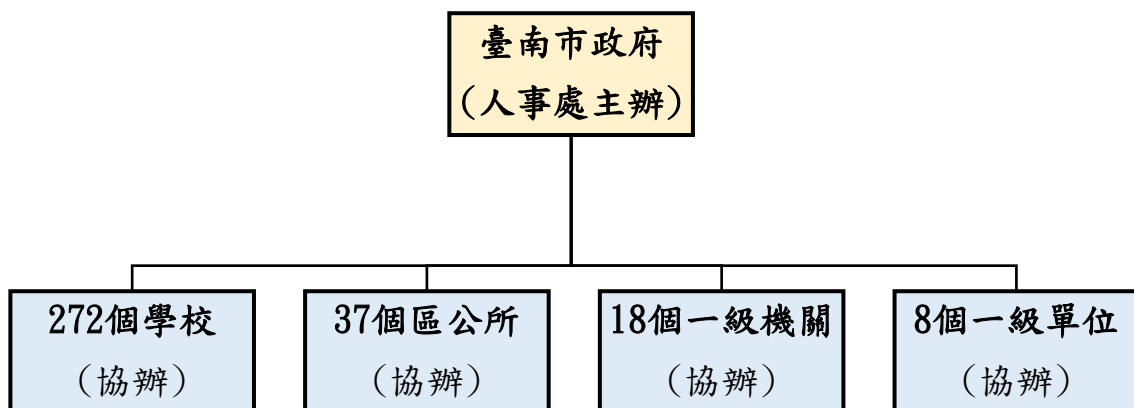 臺南市政府
(人事處主辦)
272個學校
(協辦)
37個區公所
(協辦)
18個一級機關
(協辦)
8個一級單位
(協辦)